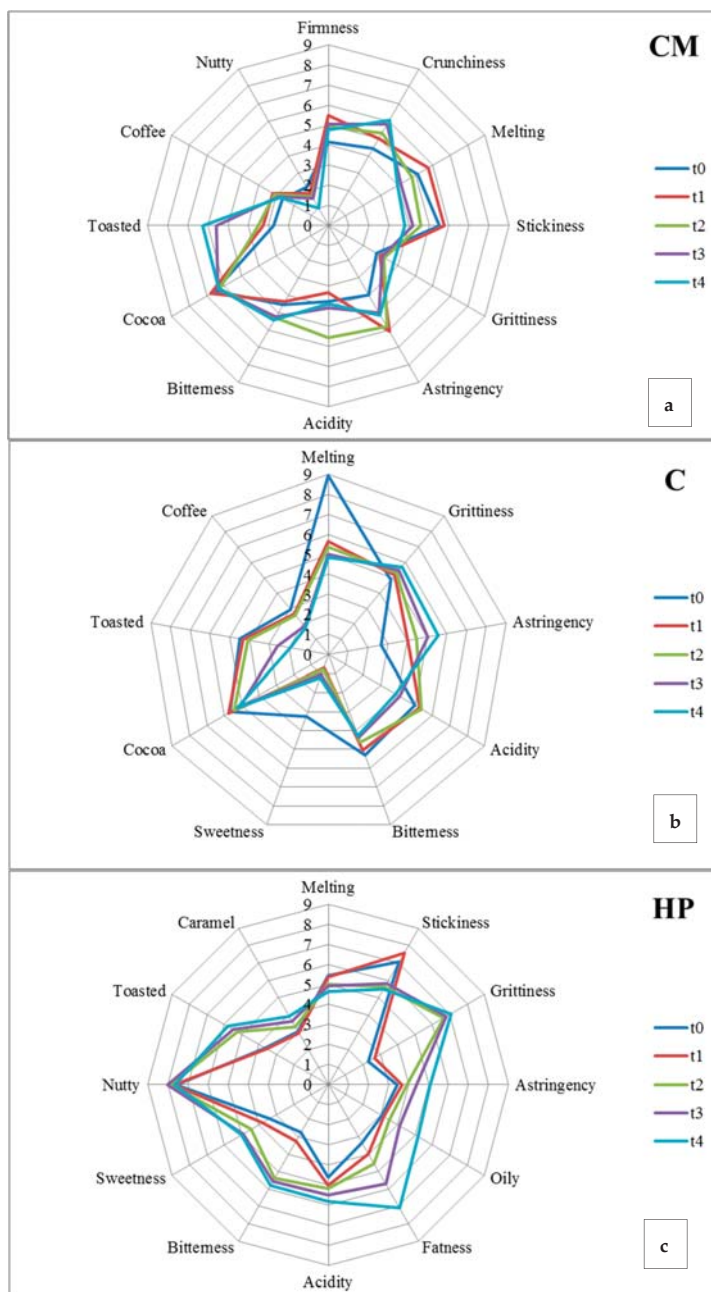 Firmness
CM
Nutty
Crunchiness
Coffee
Melting
Toasted
Stickiness
Cocoa
Grittiness
Bitterness
Astringency
Acidity
9
8
7
6
5
4
3
2
1
0
t0
t1
t2
t3
t4
a
Melting
C
Coffee
Grittiness
Toasted
Astringency
Cocoa
Acidity
Sweetness
Bitterness
9
8
7
6
5
4
3
2
1
0
t0
t1
t2
t3
t4
b
Melting
HP
Caramel
Stickiness
Toasted
Grittiness
Nutty
Astringency
Sweetness
Oily
Bitterness
Fatness
Acidity
9
8
7
6
5
4
3
2
1
0
t0
t1
t2
t3
t4
c